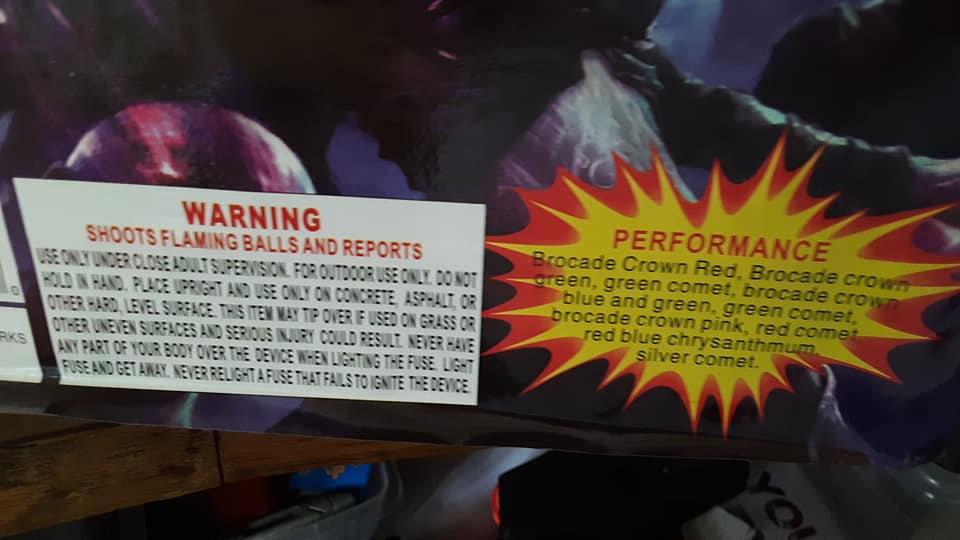 WARNING
SHOOTS FLAMING BALLS AND REPORTS
USE ONLY UNDER CLOSE ADULT SUPERVISION. FOR OUTDOOR USE ONLY. DO NOT
HOLD IN HAND. PLACE UPRIGHT AND USE ONLY ON CONCRETE, ASPHALT, OR
OTHER HARD, LEVEL SURFACE. THIS ITEM MAY TIP OVER IF USED ON GRASS OR
OTHER UNEVEN SURFACES AND SERIOUS INJURY COULD RESULT. NEVER HAVE
ANY PART OF YOUR BODY OVER THE DEVICE WHEN LIGHTING THE FUSE. LIGHT
FUSE AND GET AWAY. NEVER RELIGHT A FUSE THAT FAILS TO IGNITE THE DEVICE.
PERFORMANCE
Brocade Crown Red, Brocade crown
green, green comet, brocade crown
blue and green, green comet,
brocade crown pink, red comet
red blue chrysanthmum,
silver comet.
RKS
0
YOU